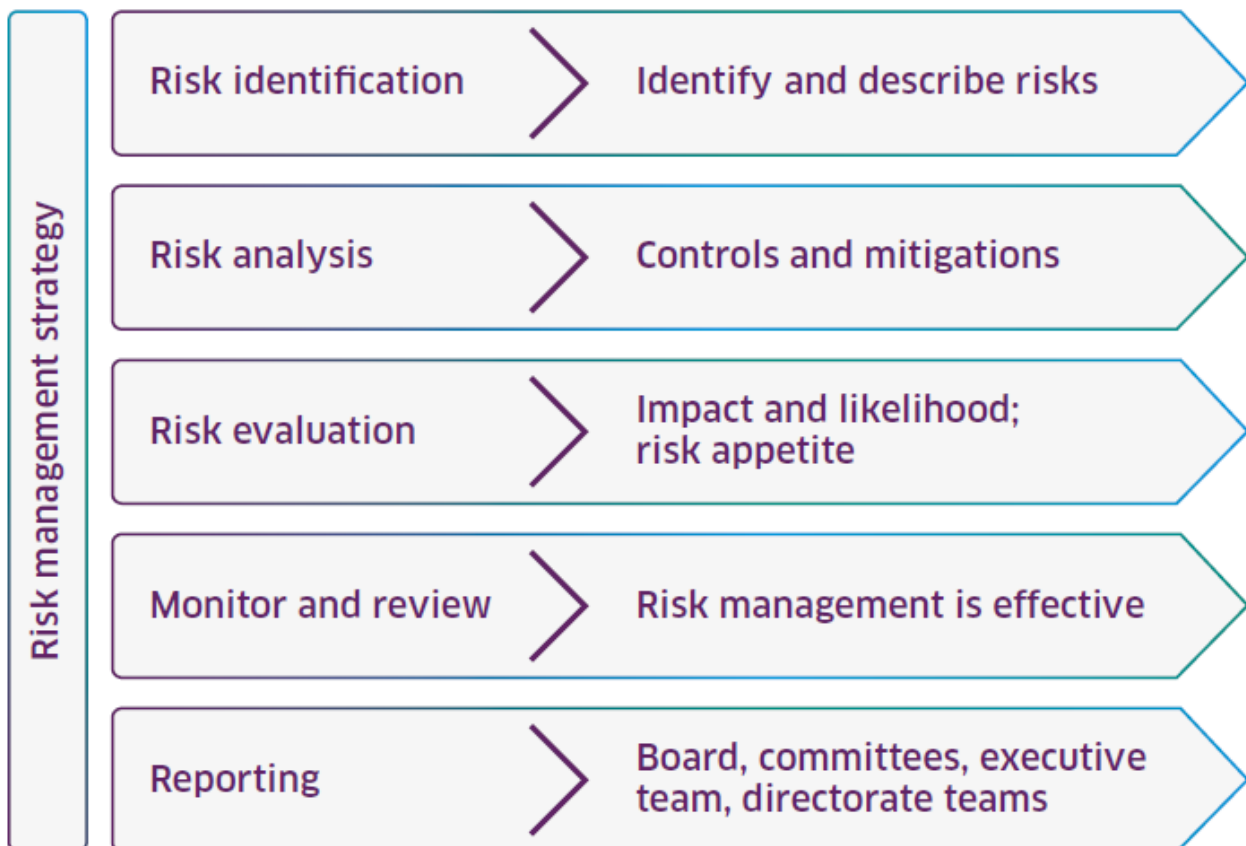 Risk management strategy
Risk identification
Identify and describe risks
Risk analysis
Controls and mitigations
Risk evaluation
Impact and likelihood;
risk appetite
Monitor and review
Risk management is effective
Reporting
Board, committees, executive
team, directorate teams